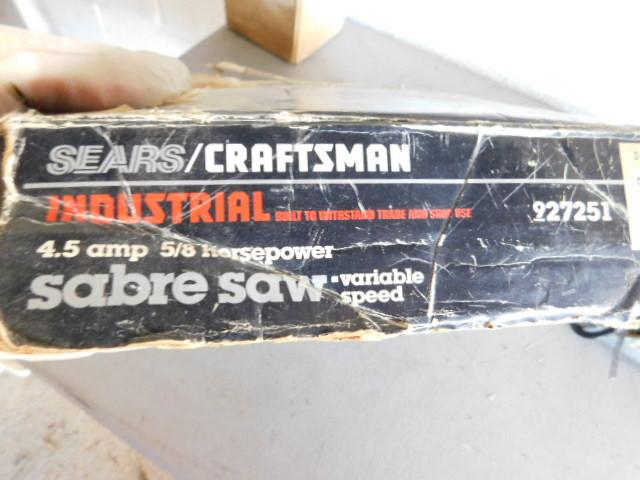 SEARS/CRAFTSMAN
INDUSTRIAL BUILT TO WITHSTAND TRADE AND SHOP USE 927251
4.5 amp 5/8 horsepower
sabre saw - variable speed